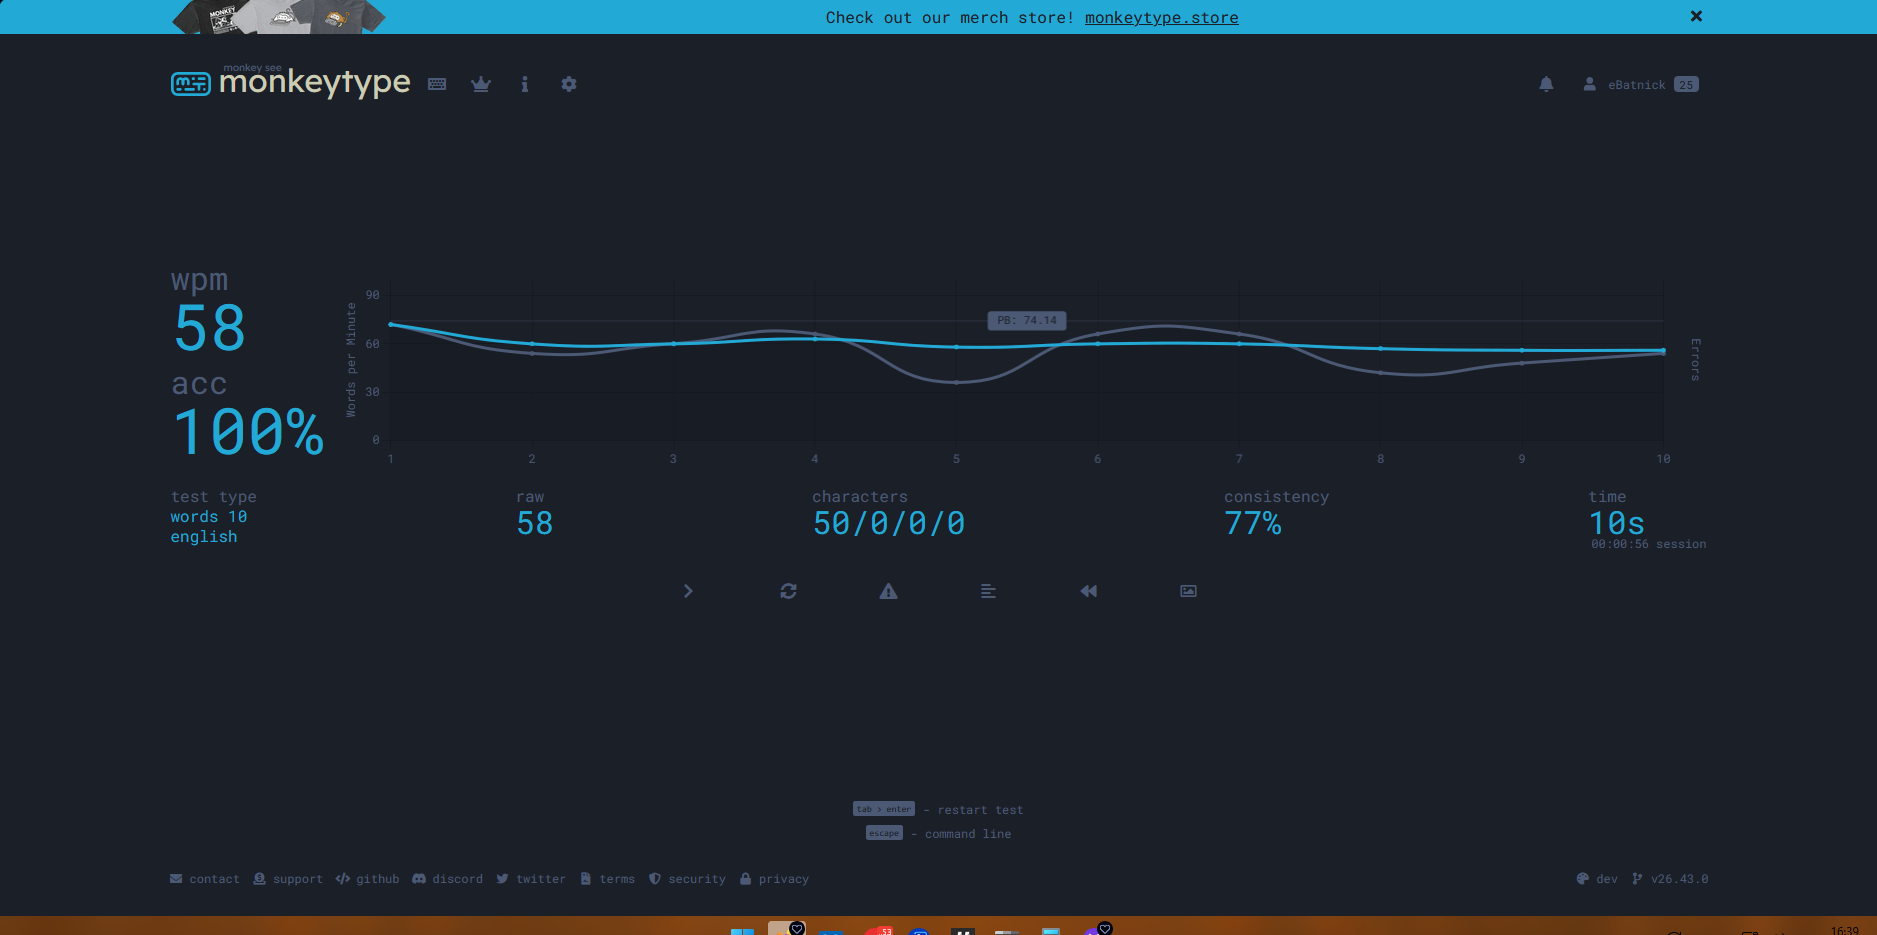 MONKEY
Check out our merch store! monkeytype.store
monkey see
monkeytype
eBatnick 25
wpm
58
acc
100%
Words per Minute
90
60
30
0
PB: 74.14
Errors
1 2 3 4 5 6 7 8 9 10
test type
words 10
english
raw
58
characters
50/0/0/0
consistency
77%
time
10s
00:00:56 session
tab > enter - restart test
escape - command line
contact support github discord twitter terms security privacy
dev v26.43.0
53
16:39